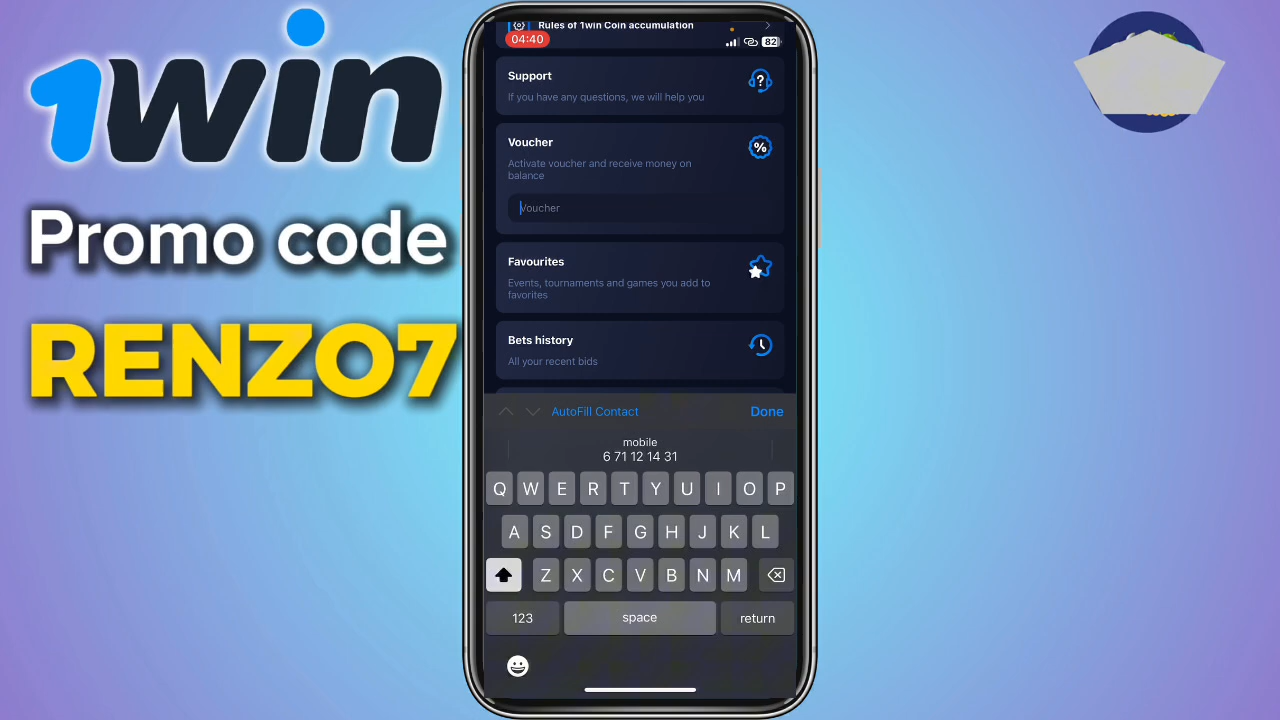 1win
Promo code
RENZO7
Rules of 1win Coin accumulation
04:40
82
Support
If you have any questions, we will help you
Voucher
Activate voucher and receive money on
balance
Voucher
Favourites
Events, tournaments and games you add to
favorites
Bets history
All your recent bids
AutoFill Contact
Done
mobile
6 71 12 14 31
Q W E R T Y U I O P
A S D F G H J K L
Z X C V B N M
123 space return